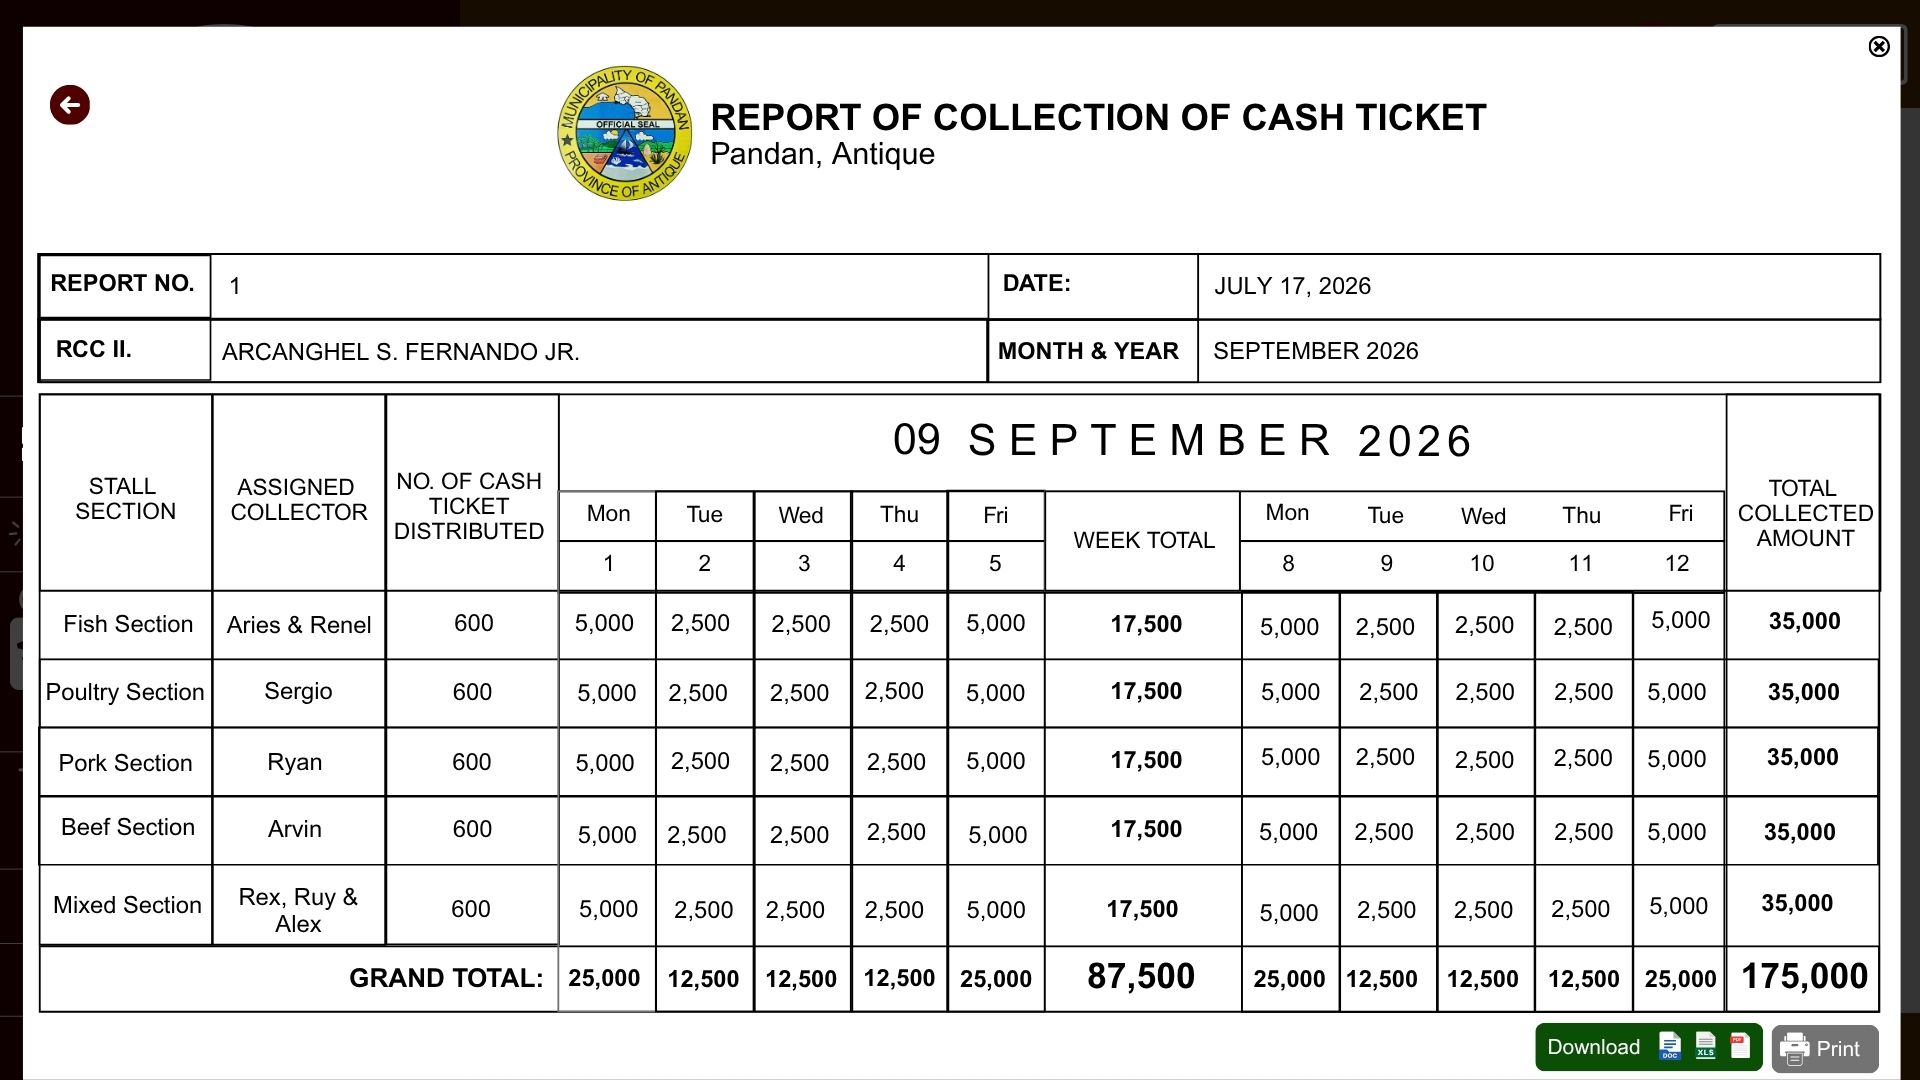 MUNICIPALITY OF PANDAN
OFFICIAL SEAL
PROVINCE OF ANTIQUE
REPORT OF COLLECTION OF CASH TICKET
Pandan, Antique
REPORT NO. 1 DATE: JULY 17, 2026
RCC II. ARCANGHEL S. FERNANDO JR. MONTH & YEAR SEPTEMBER 2026
STALL SECTION ASSIGNED COLLECTOR NO. OF CASH TICKET DISTRIBUTED 09 SEPTEMBER 2026 TOTAL COLLECTED AMOUNT
Mon Tue Wed Thu Fri WEEK TOTAL Mon Tue Wed Thu Fri
1 2 3 4 5 8 9 10 11 12
Fish Section Aries & Renel 600 5,000 2,500 2,500 2,500 5,000 17,500 5,000 2,500 2,500 2,500 5,000 35,000
Poultry Section Sergio 600 5,000 2,500 2,500 2,500 5,000 17,500 5,000 2,500 2,500 2,500 5,000 35,000
Pork Section Ryan 600 5,000 2,500 2,500 2,500 5,000 17,500 5,000 2,500 2,500 2,500 5,000 35,000
Beef Section Arvin 600 5,000 2,500 2,500 2,500 5,000 17,500 5,000 2,500 2,500 2,500 5,000 35,000
Mixed Section Rex, Ruy & Alex 600 5,000 2,500 2,500 2,500 5,000 17,500 5,000 2,500 2,500 2,500 5,000 35,000
GRAND TOTAL: 25,000 12,500 12,500 12,500 25,000 87,500 25,000 12,500 12,500 12,500 25,000 175,000
Download DOC XLS PDF Print